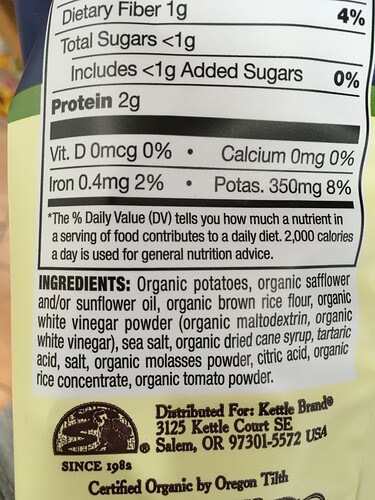 Dietary Fiber 1g 4%
Total Sugars <1g
Includes <1g Added Sugars 0%
Protein 2g
Vit. D 0mcg 0% • Calcium 0mg 0%
Iron 0.4mg 2% • Potas. 350mg 8%
*The % Daily Value (DV) tells you how much a nutrient in
a serving of food contributes to a daily diet. 2,000 calories
a day is used for general nutrition advice.
INGREDIENTS: Organic potatoes, organic safflower
and/or sunflower oil, organic brown rice flour, organic
white vinegar powder (organic maltodextrin, organic
white vinegar), sea salt, organic dried cane syrup, tartaric
acid, salt, organic molasses powder, citric acid, organic
rice concentrate, organic tomato powder.
Distributed For: Kettle Brand®
3125 Kettle Court SE
® Salem, OR 97301-5572 USA
SINCE 1982
Certified Organic by Oregon Tilth